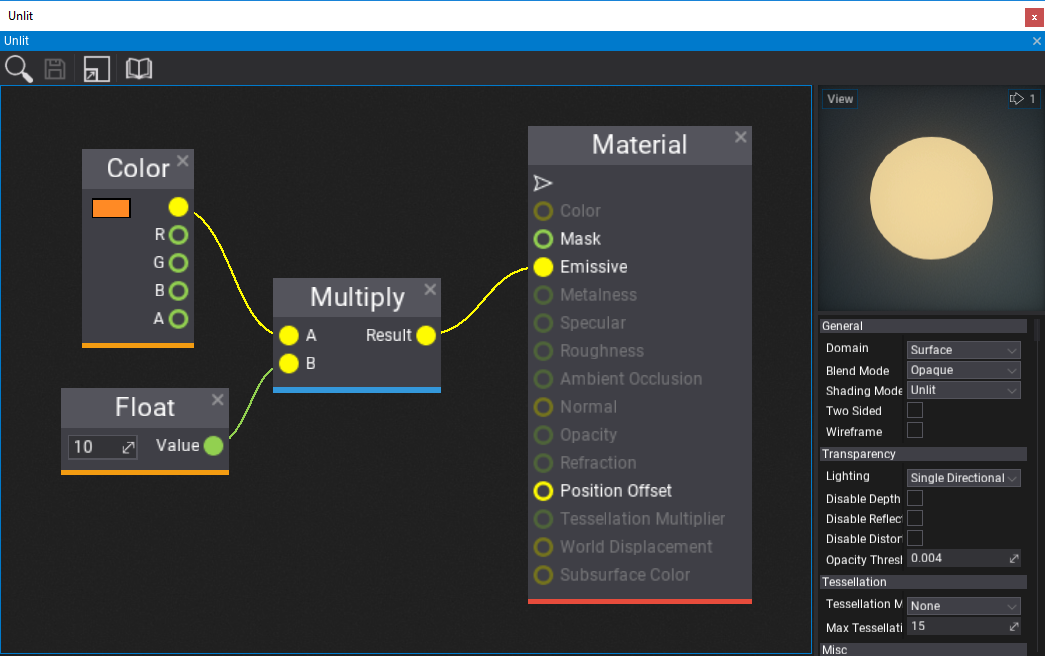 Unlit
Unlit
Color
R
G
B
A
Float
10
Value
Multiply
A
Result
B
Material
Color
Mask
Emissive
Metalness
Specular
Roughness
Ambient Occlusion
Normal
Opacity
Refraction
Position Offset
Tessellation Multiplier
World Displacement
Subsurface Color
View
1
General
Domain Surface
Blend Mode Opaque
Shading Mode Unlit
Two Sided
Wireframe
Transparency
Lighting Single Directional
Disable Depth
Disable Reflec
Disable Distor
Opacity Thresl 0.004
Tessellation
Tessellation M None
Max Tessellati 15
Misc